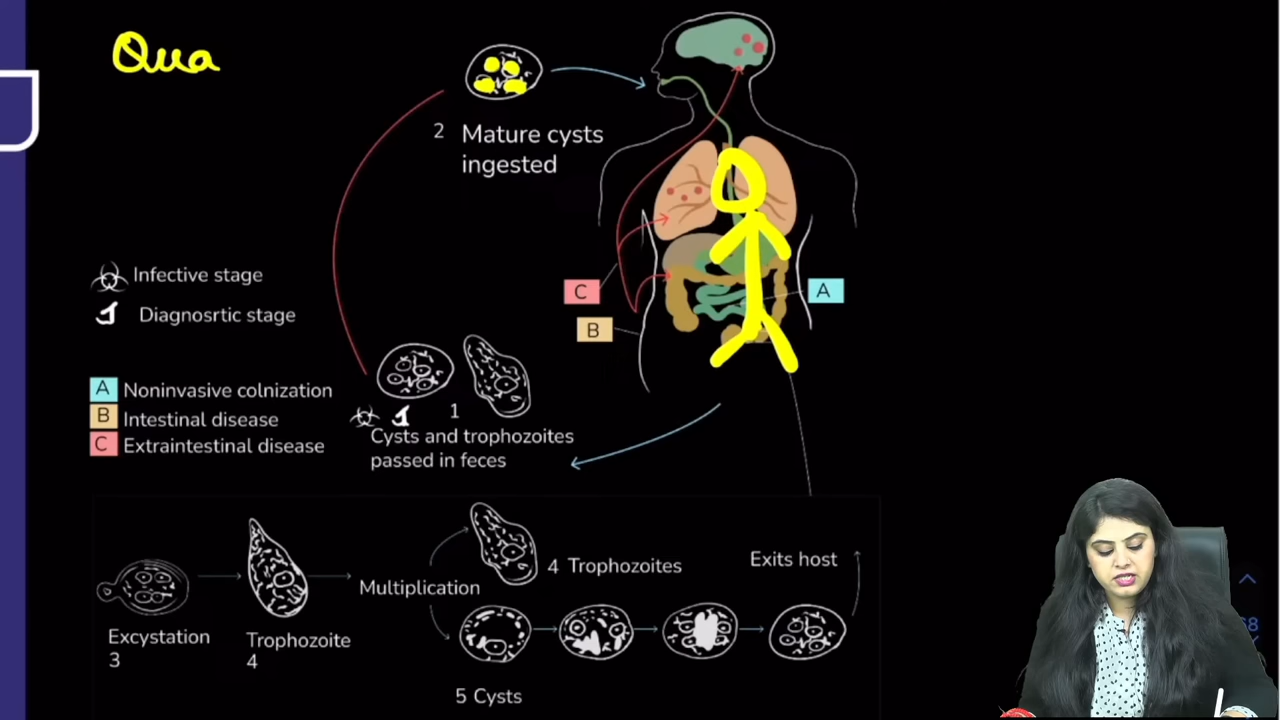 Qua
2 Mature cysts
ingested
Infective stage
Diagnosrtic stage
A Noninvasive colnization
B Intestinal disease
C Extraintestinal disease
C
B
A
1
Cysts and trophozoites
passed in feces
Excystation
3
Trophozoite
4
Multiplication
4 Trophozoites
5 Cysts
Exits host